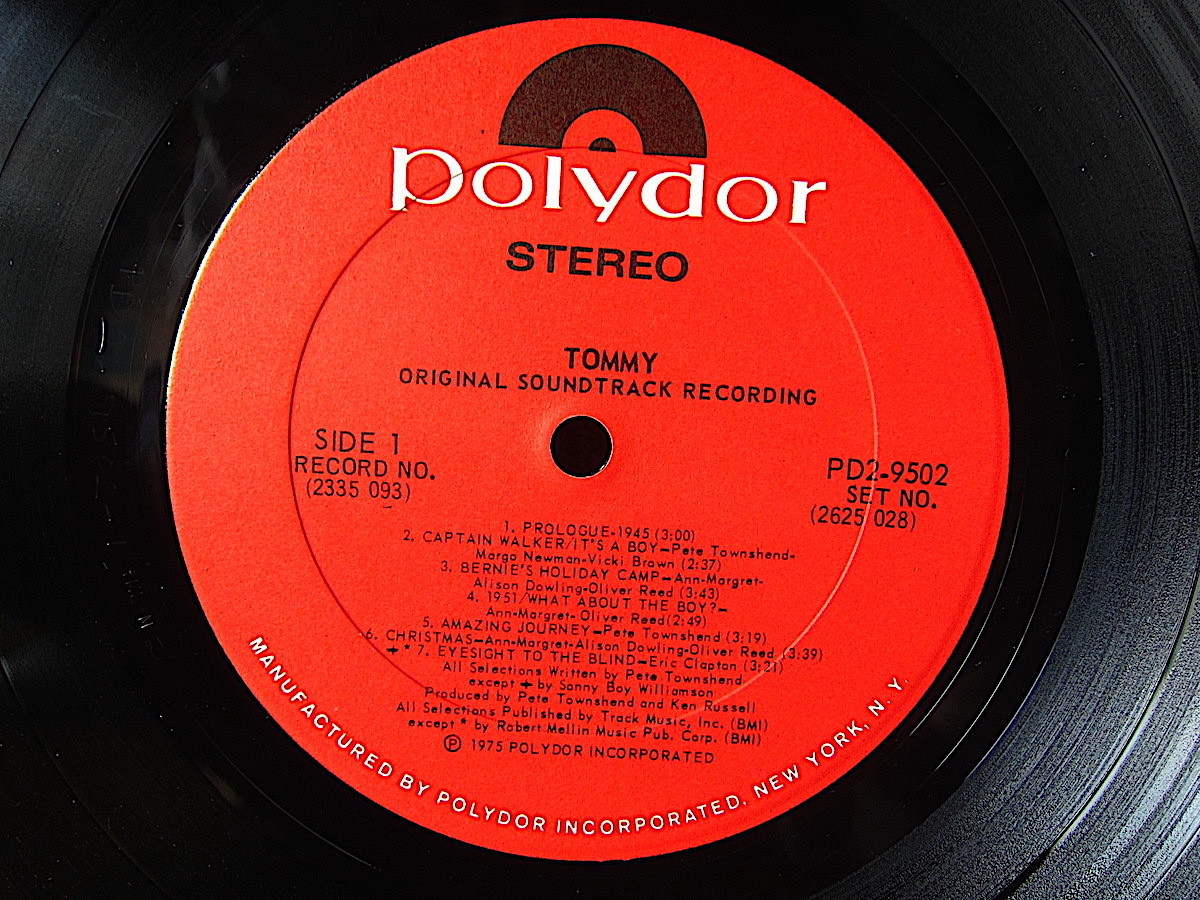 polydor
STEREO
TOMMY
ORIGINAL SOUNDTRACK RECORDING
SIDE 1
RECORD NO.
(2335 093)
PD2-9502
SET NO.
(2625 028)
1. PROLOGUE-1945 (3:00)
2. CAPTAIN WALKER/IT'S A BOY—Pete Townshend-
Margo Newman-Vicki Brown (2:37)
3. BERNIE'S HOLIDAY CAMP—Ann-Margret-
Alison Dowling-Oliver Reed (3:43)
4. 1951/WHAT ABOUT THE BOY?—
Ann-Margret- Oliver Reed(2:49)
5. AMAZING JOURNEY—Pete Townshend (3:19)
6. CHRISTMAS—Ann-Margret-Alison Dowling-Oliver Reed (3:39)
+* 7. EYESIGHT TO THE BLIND—Eric Clapton (3:21)
All Selections Written by Pete Townshend
except + by Sonny Boy Williamson
Produced by Pete Townshend and Ken Russell
All Selections Published by Track Music, Inc. (BMI)
except * by Robert Mellin Music Pub. Corp. (BMI)
℗ 1975 POLYDOR INCORPORATED
MANUFACTURED BY POLYDOR INCORPORATED, NEW YORK, N.Y.